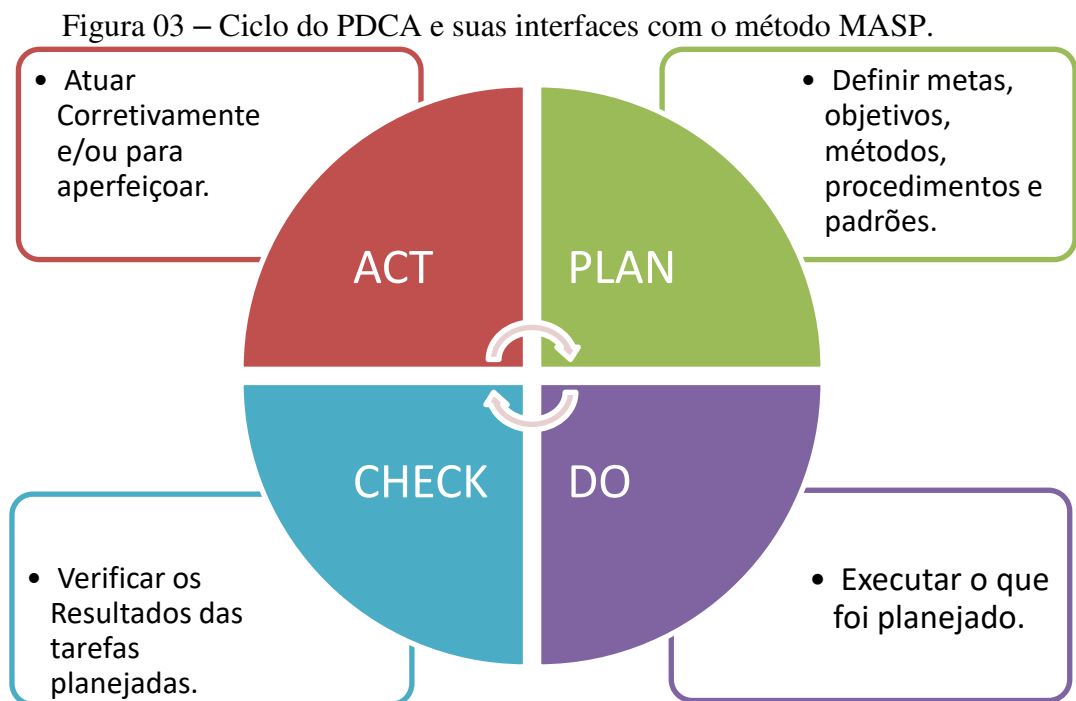 Figura 03 – Ciclo do PDCA e suas interfaces com o método MASP.
• Atuar
Corretivamente
e/ou para
aperfeiçoar.
• Definir metas,
objetivos,
métodos,
procedimentos e
padrões.
ACT
PLAN
CHECK
DO
• Verificar os
Resultados das
tarefas
planejadas.
• Executar o que
foi planejado.